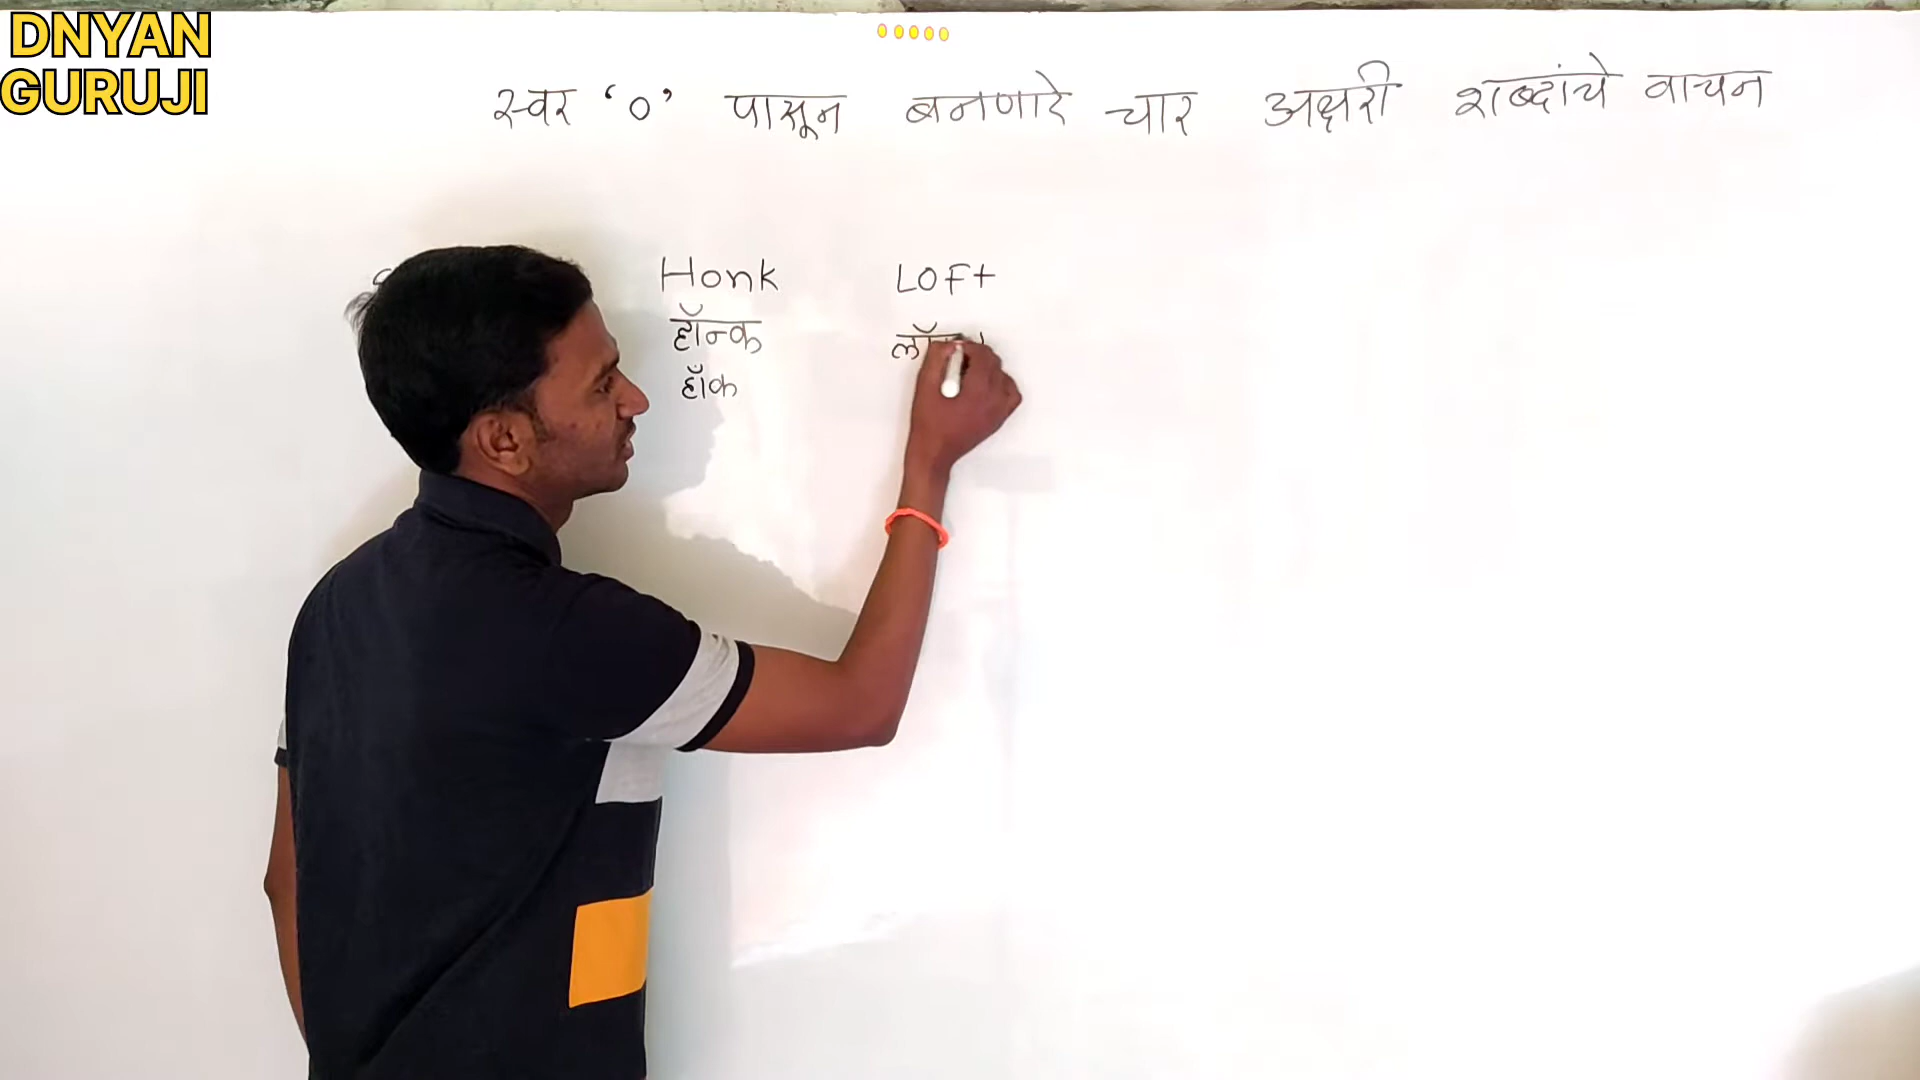 DNYAN
GURUJI
स्वर ‘o’ पासून बनणारे चार अक्षरी शब्दांचे वाचन
Honk LOFt
हॉन्क
हॉंक